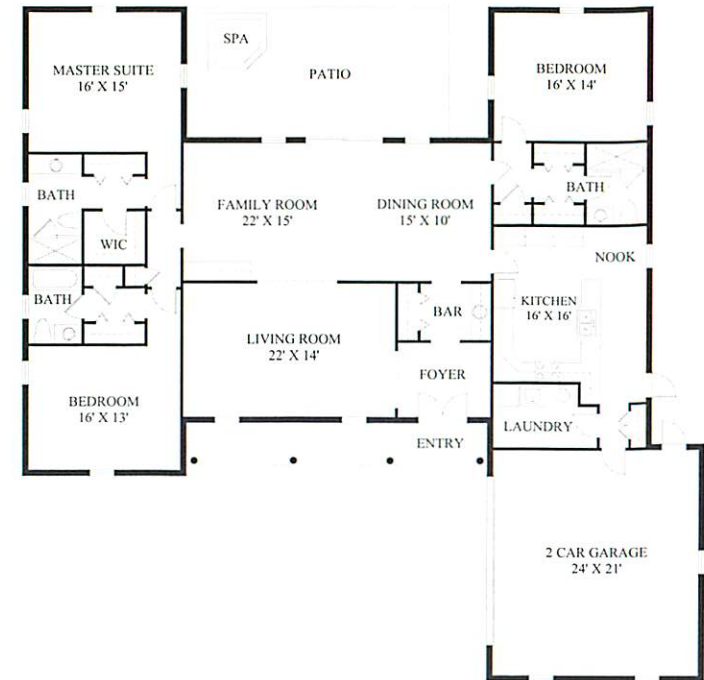 SPA
PATIO
MASTER SUITE
16' X 15'
BEDROOM
16' X 14'
BATH
WIC
FAMILY ROOM
22' X 15'
DINING ROOM
15' X 10'
BATH
NOOK
BATH
LIVING ROOM
22' X 14'
BAR
KITCHEN
16' X 16'
FOYER
BEDROOM
16' X 13'
ENTRY
LAUNDRY
2 CAR GARAGE
24' X 21'